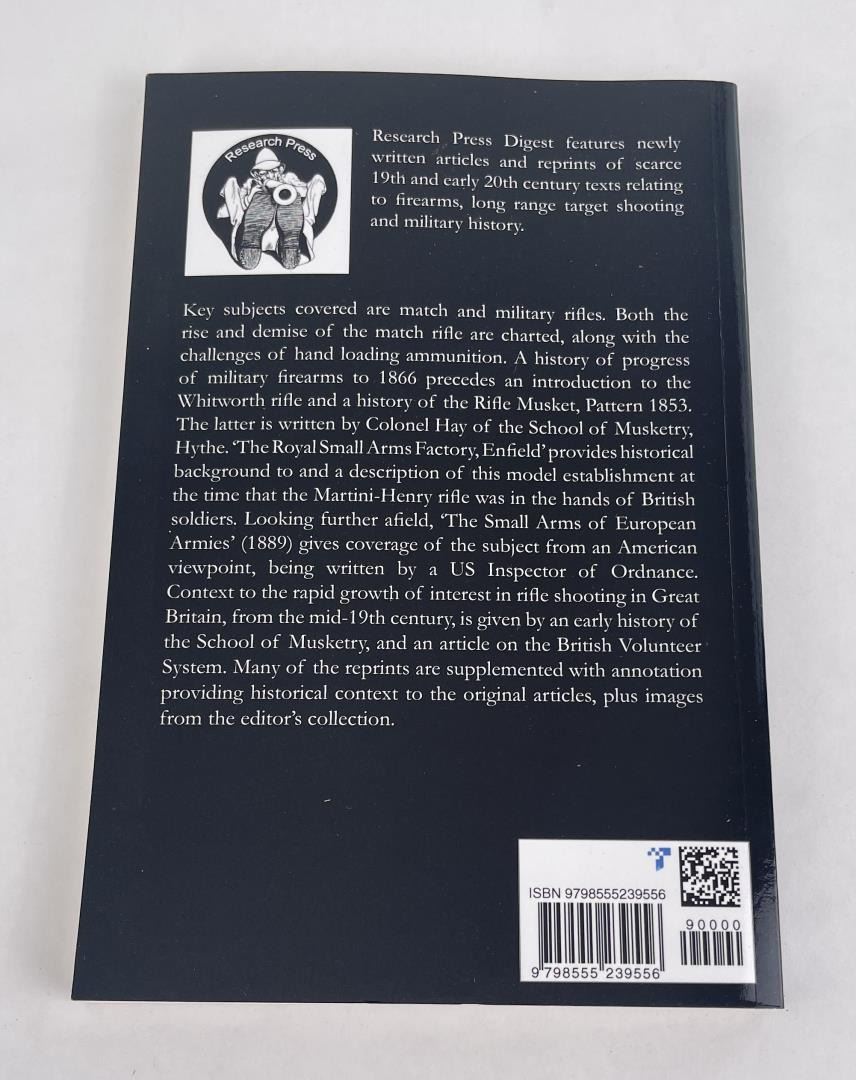 Research Press
Research Press Digest features newly
written articles and reprints of scarce
19th and early 20th century texts relating
to firearms, long range target shooting
and military history.
Key subjects covered are match and military rifles. Both the
rise and demise of the match rifle are charted, along with the
challenges of hand loading ammunition. A history of progress
of military firearms to 1866 precedes an introduction to the
Whitworth rifle and a history of the Rifle Musket, Pattern 1853.
The latter is written by Colonel Hay of the School of Musketry,
Hythe. ‘The Royal Small Arms Factory, Enfield’ provides historical
background to and a description of this model establishment at
the time that the Martini-Henry rifle was in the hands of British
soldiers. Looking further afield, ‘The Small Arms of European
Armies’ (1889) gives coverage of the subject from an American
viewpoint, being written by a US Inspector of Ordnance.
Context to the rapid growth of interest in rifle shooting in Great
Britain, from the mid-19th century, is given by an early history of
the School of Musketry, and an article on the British Volunteer
System. Many of the reprints are supplemented with annotation
providing historical context to the original articles, plus images
from the editor’s collection.
ISBN 9798555239556
90000
9 798555 239556